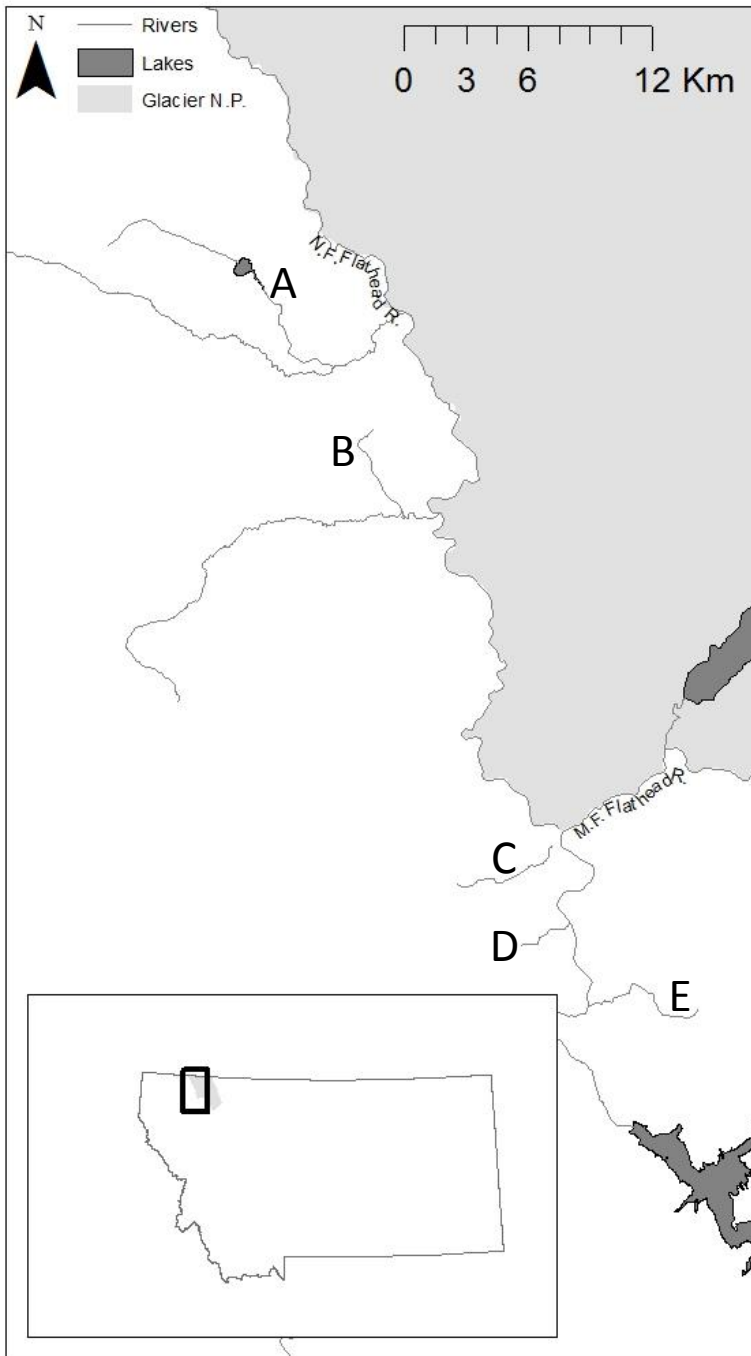 N
Rivers
Lakes
Glacier N.P.
0 3 6 12 Km
N.F. Flathead R.
A
B
M.F. Flathead R.
C
D
E